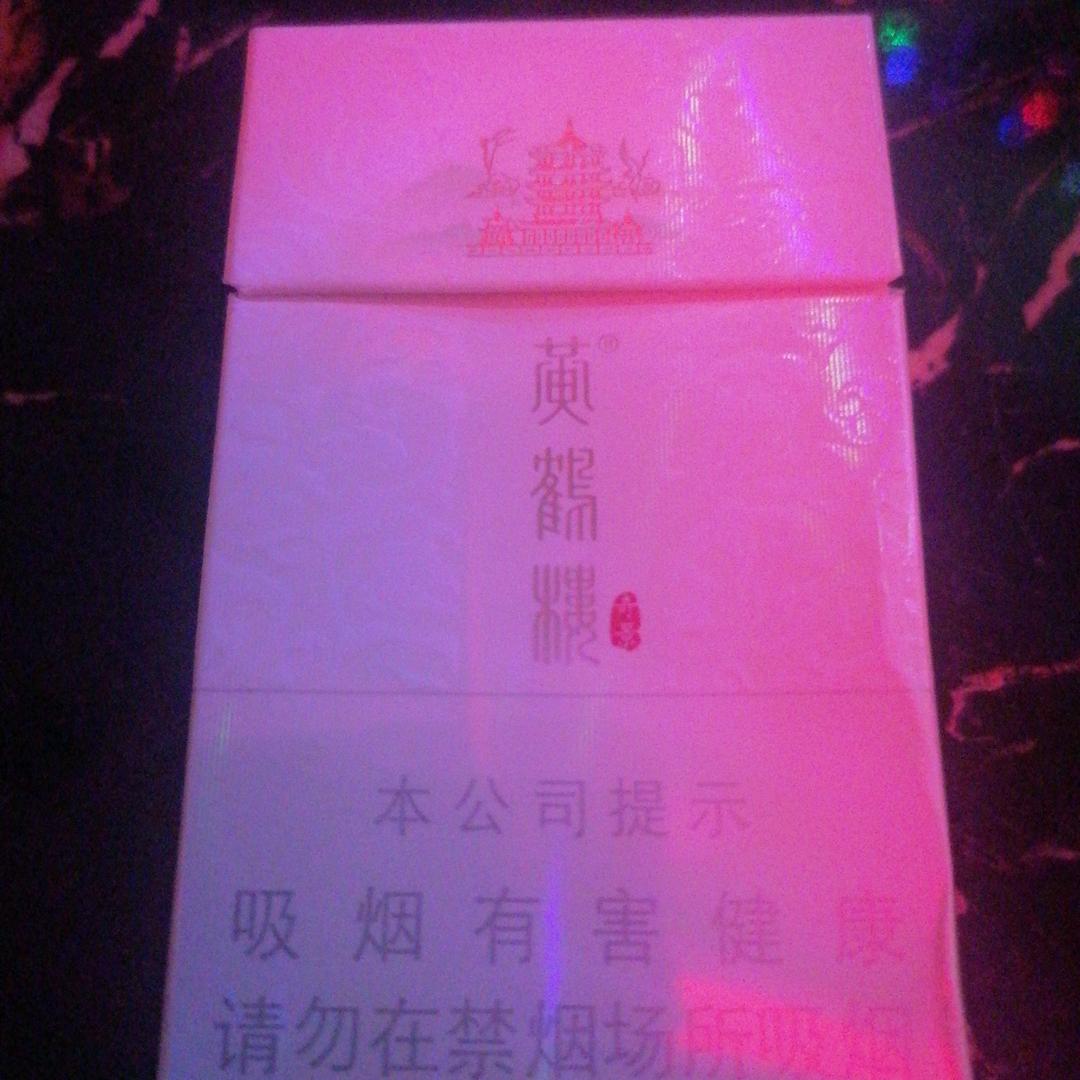 黄鹤楼®
本公司提示
吸烟有害健康
请勿在禁烟场所吸烟